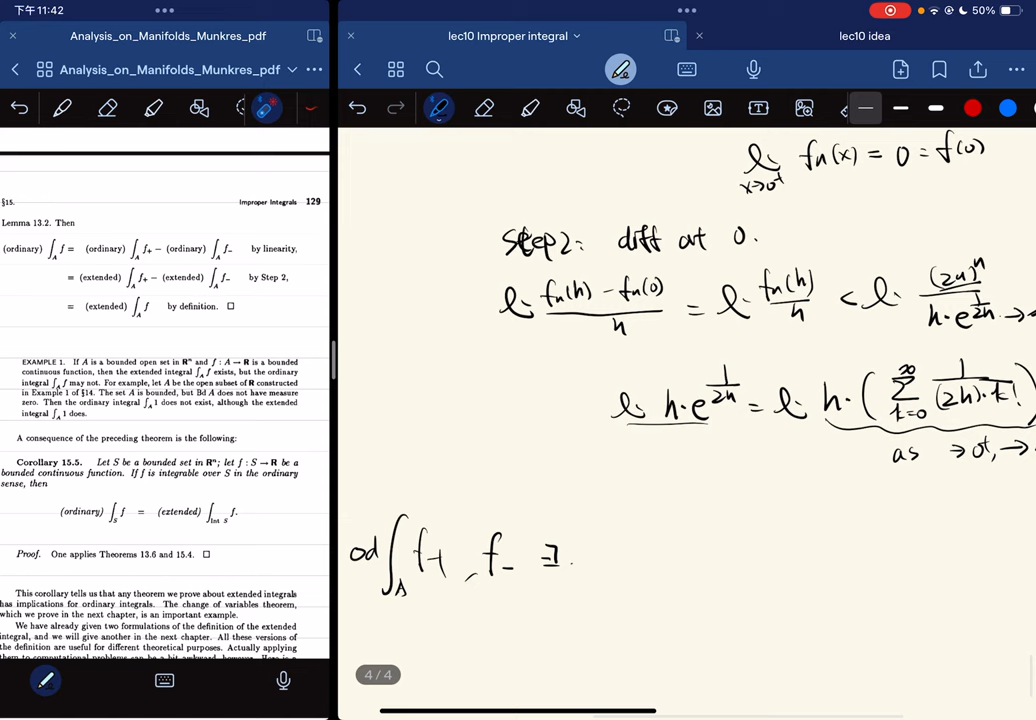 下午11:42
50%
Analysis_on_Manifolds_Munkres_pdf
lec10 Improper integral
lec10 idea
Analysis_on_Manifolds_Munkres_pdf
§15. Improper Integrals 129
Lemma 13.2. Then
(ordinary) ∫_A f = (ordinary) ∫_A f₊ − (ordinary) ∫_A f₋ by linearity,
= (extended) ∫_A f₊ − (extended) ∫_A f₋ by Step 2,
= (extended) ∫_A f by definition. □
EXAMPLE 1. If A is a bounded open set in Rⁿ and f : A → R is a bounded
continuous function, then the extended integral ∫_A f exists, but the ordinary
integral ∫_A f may not. For example, let A be the open subset of R constructed
in Example 1 of §14. The set A is bounded, but Bd A does not have measure
zero. Then the ordinary integral ∫_A 1 does not exist, although the extended
integral ∫_A 1 does.
A consequence of the preceding theorem is the following:
Corollary 15.5. Let S be a bounded set in Rⁿ; let f : S → R be a
bounded continuous function. If f is integrable over S in the ordinary
sense, then
(ordinary) ∫_S f = (extended) ∫_{Int S} f.
Proof. One applies Theorems 13.6 and 15.4. □
This corollary tells us that any theorem we prove about extended integrals
has implications for ordinary integrals. The change of variables theorem,
which we prove in the next chapter, is an important example.
We have already given two formulations of the definition of the extended
integral, and we will give another in the next chapter. All these versions of
the definition are useful for different theoretical purposes. Actually applying
lim_{x→0⁺} fn(x) = 0 = f(0)
Step2: diff at 0.
li fn(h) − fn(0) / h = li fn(h) / h < li (2n)ⁿ / h·e^{1/2h} →
li h·e^{1/2h} = li h·(∑_{k=0}^∞ 1 / (2h)·k!)
as →0⁺, →
od ∫_A f₊, f₋ ∃.
4 / 4